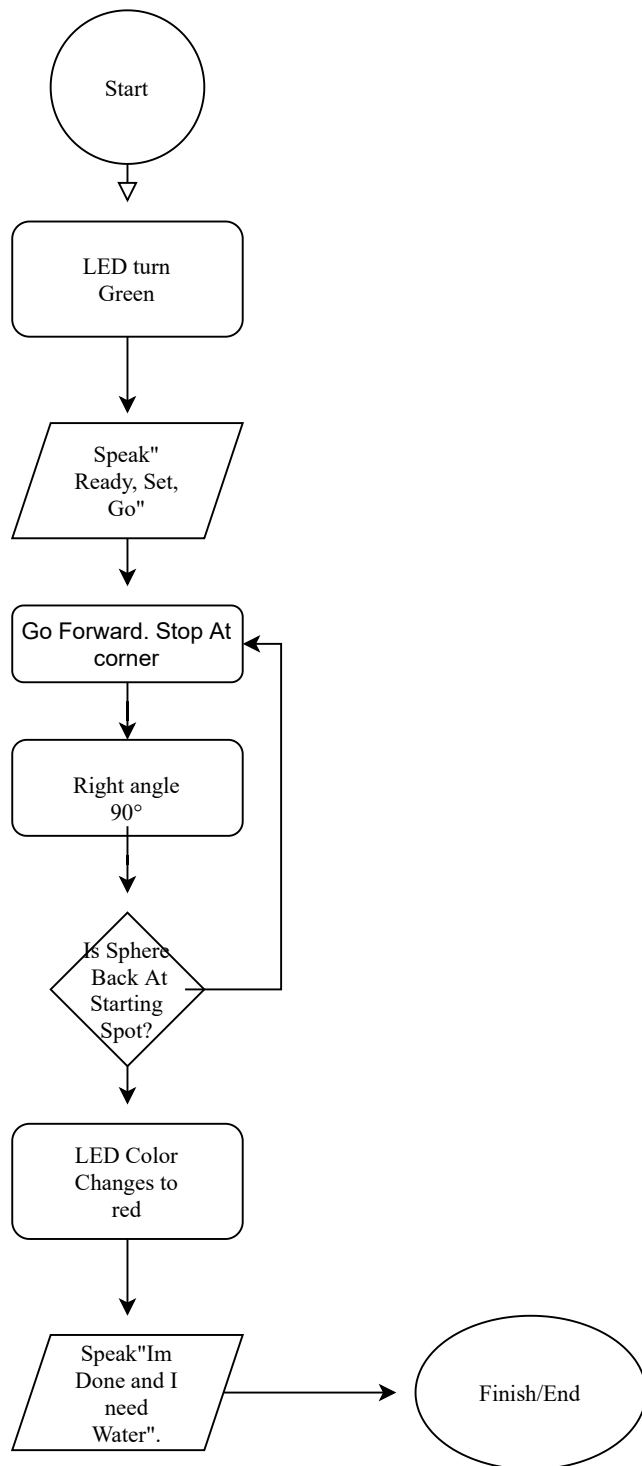 Start
LED turn
Green
Speak"
Ready, Set,
Go"
Go Forward. Stop At
corner
Right angle
90°
Is Sphere
Back At
Starting
Spot?
LED Color
Changes to
red
Speak"Im
Done and I
need
Water".
Finish/End